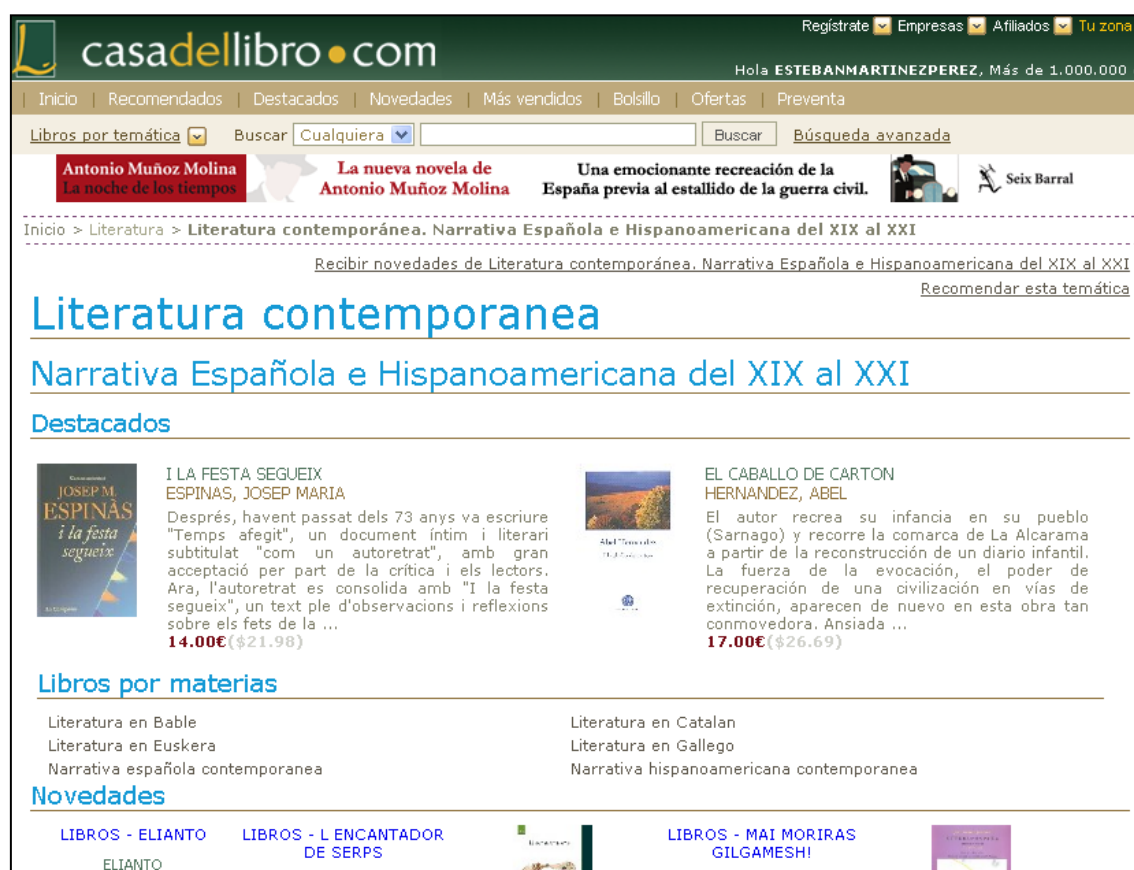 Regístrate Empresas Afiliados Tu zona
casadellibro.com
Hola ESTEBANMARTINEZPEREZ, Más de 1.000.000
| Inicio | Recomendados | Destacados | Novedades | Más vendidos | Bolsillo | Ofertas | Preventa
Libros por temática Buscar Cualquiera Buscar Búsqueda avanzada
Antonio Muñoz Molina
La noche de los tiempos
La nueva novela de
Antonio Muñoz Molina
Una emocionante recreación de la
España previa al estallido de la guerra civil.
Seix Barral
Inicio > Literatura > Literatura contemporánea. Narrativa Española e Hispanoamericana del XIX al XXI
Recibir novedades de Literatura contemporánea. Narrativa Española e Hispanoamericana del XIX al XXI
Recomendar esta temática
Literatura contemporanea
Narrativa Española e Hispanoamericana del XIX al XXI
Destacados
JOSEP M.
ESPINÀS
i la festa
segueix
I LA FESTA SEGUEIX
ESPINAS, JOSEP MARIA
Després, havent passat dels 73 anys va escriure
"Temps afegit", un document íntim i literari
subtitulat "com un autoretrat", amb gran
acceptació per part de la crítica i els lectors.
Ara, l'autoretrat es consolida amb "I la festa
segueix", un text ple d'observacions i reflexions
sobre els fets de la ...
14.00€($21.98)
Abel Hernández
EL CABALLO DE CARTON
HERNANDEZ, ABEL
El autor recrea su infancia en su pueblo
(Sarnago) y recorre la comarca de La Alcarama
a partir de la reconstrucción de un diario infantil.
La fuerza de la evocación, el poder de
recuperación de una civilización en vías de
extinción, aparecen de nuevo en esta obra tan
conmovedora. Ansiada ...
17.00€($26.69)
Libros por materias
Literatura en Bable
Literatura en Catalan
Literatura en Euskera
Literatura en Gallego
Narrativa española contemporanea
Narrativa hispanoamericana contemporanea
Novedades
LIBROS - ELIANTO
ELIANTO
LIBROS - L ENCANTADOR
DE SERPS
LIBROS - MAI MORIRAS
GILGAMESH!